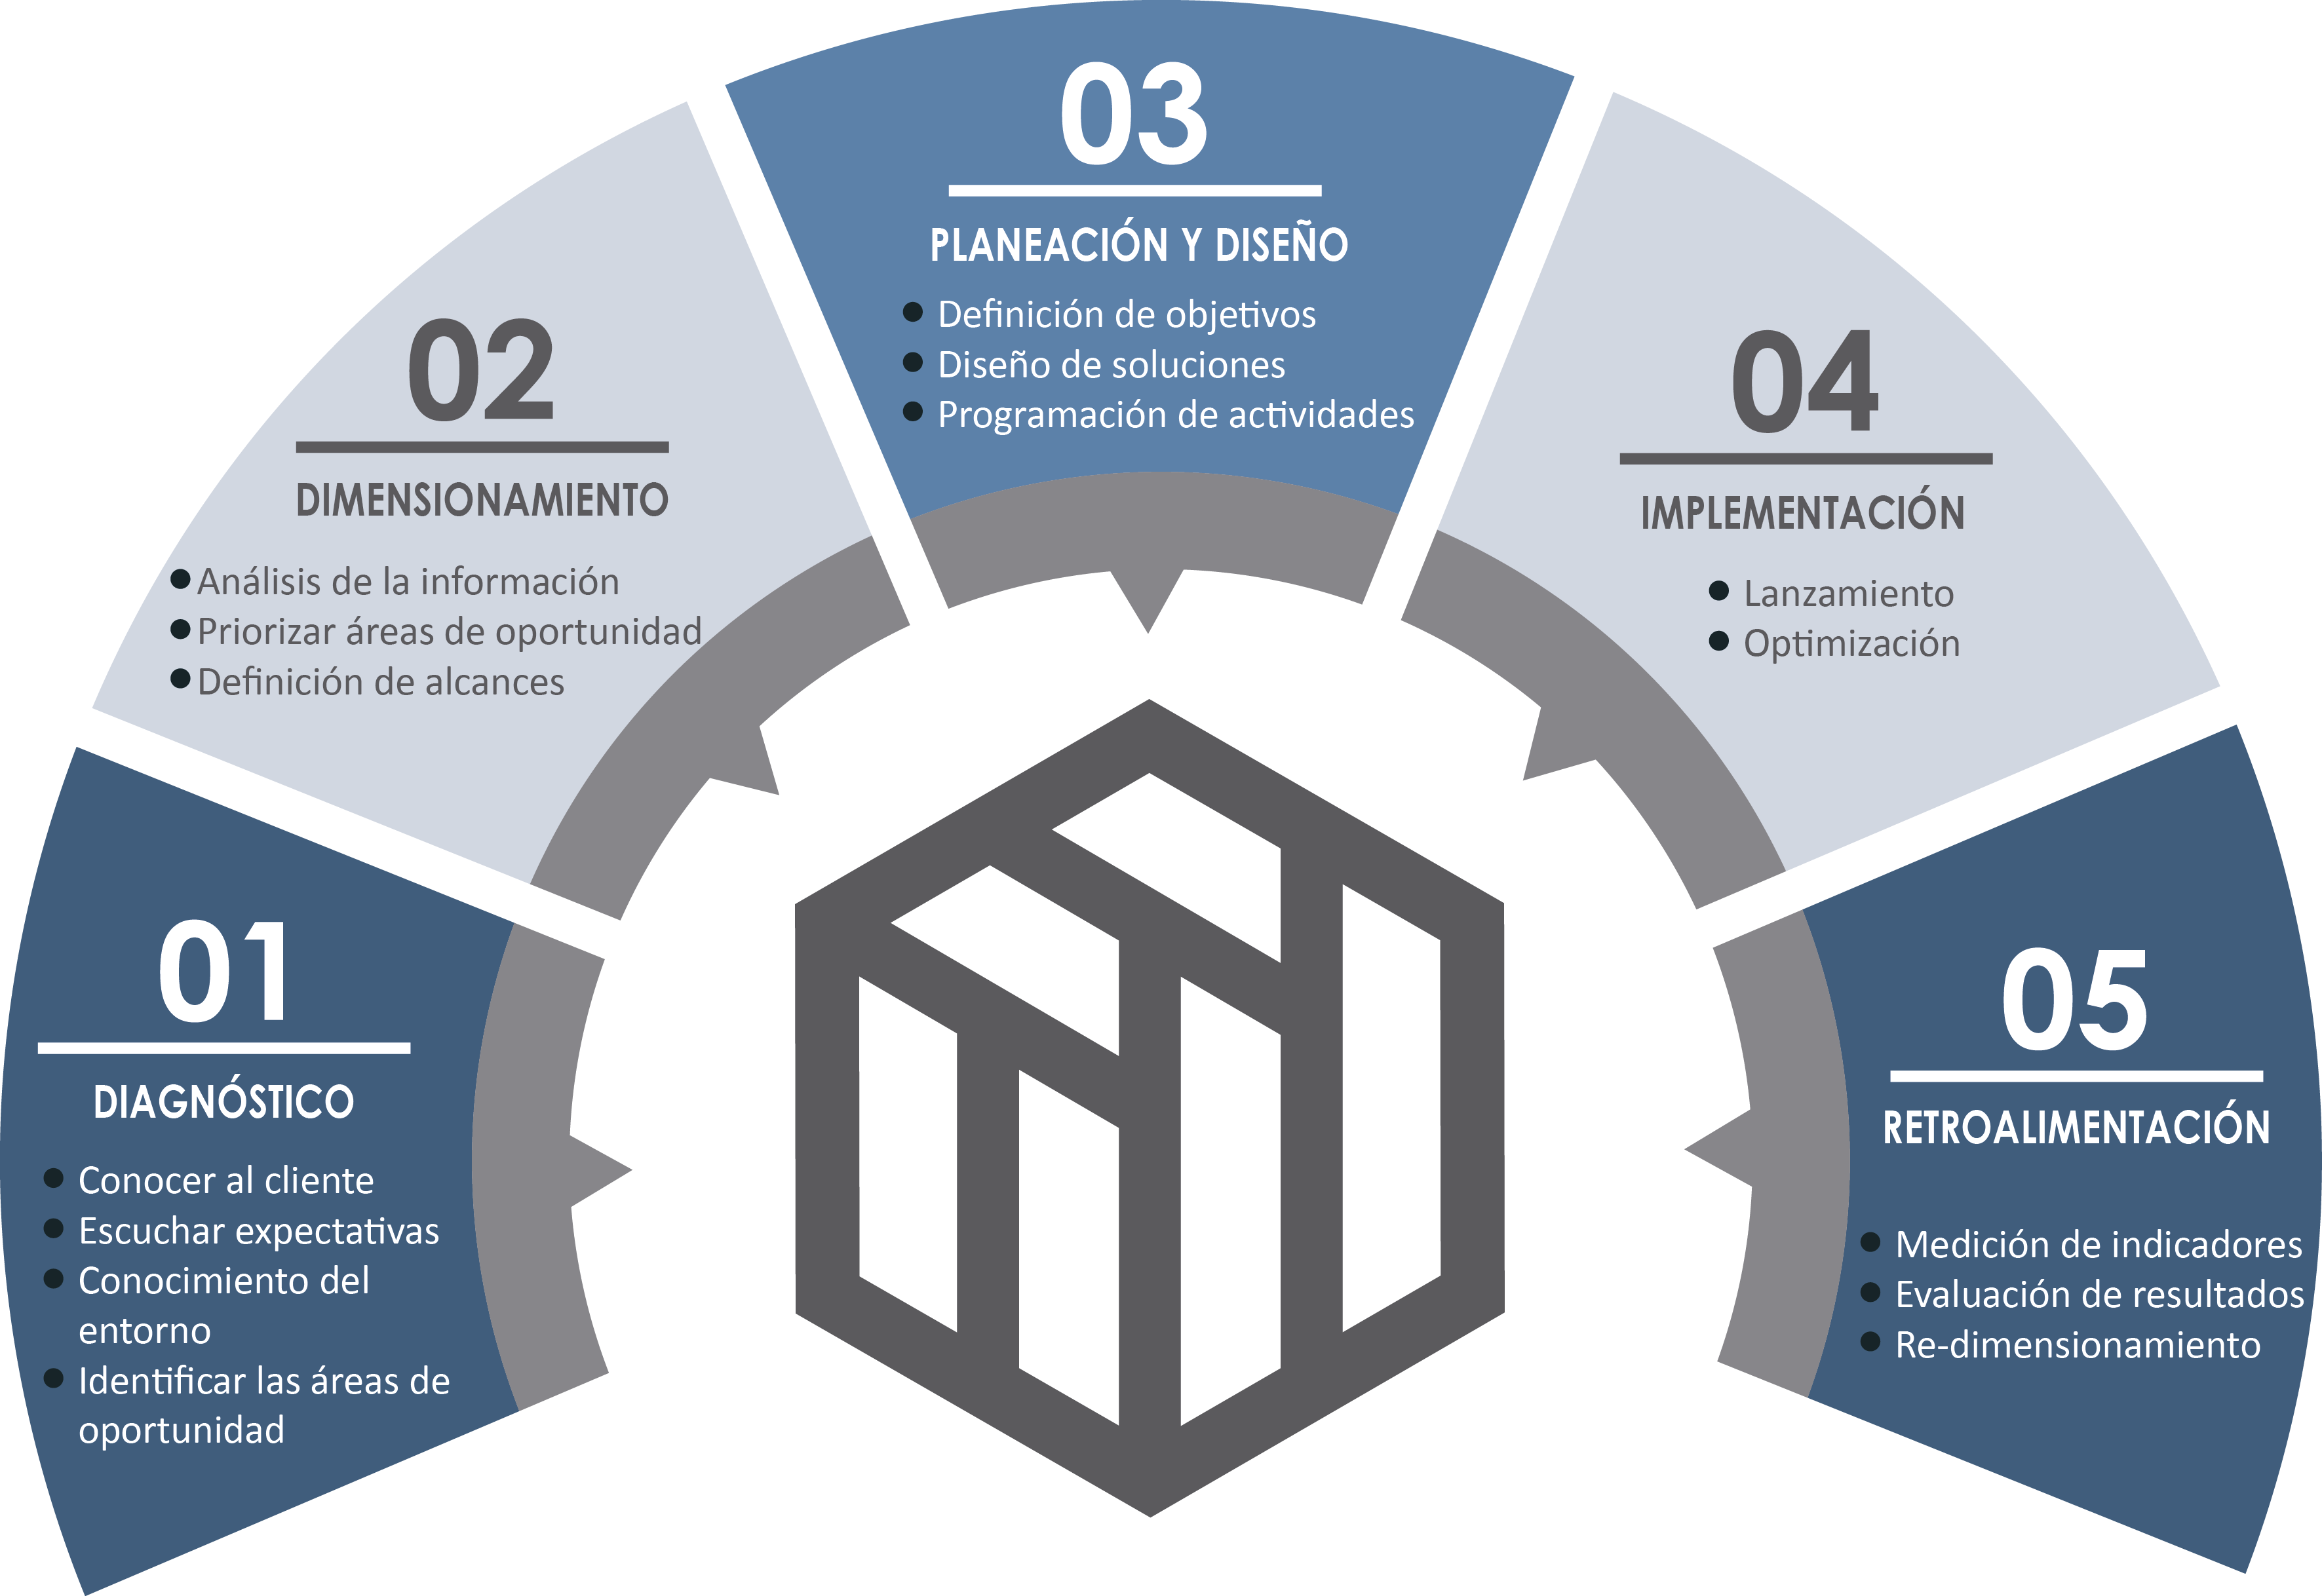 01
DIAGNÓSTICO
Conocer al cliente
Escuchar expectativas
Conocimiento del
entorno
Identificar las áreas de
oportunidad
02
DIMENSIONAMIENTO
Análisis de la información
Priorizar áreas de oportunidad
Definición de alcances
03
PLANEACIÓN Y DISEÑO
Definición de objetivos
Diseño de soluciones
Programación de actividades
04
IMPLEMENTACIÓN
Lanzamiento
Optimización
05
RETROALIMENTACIÓN
Medición de indicadores
Evaluación de resultados
Re-dimensionamiento